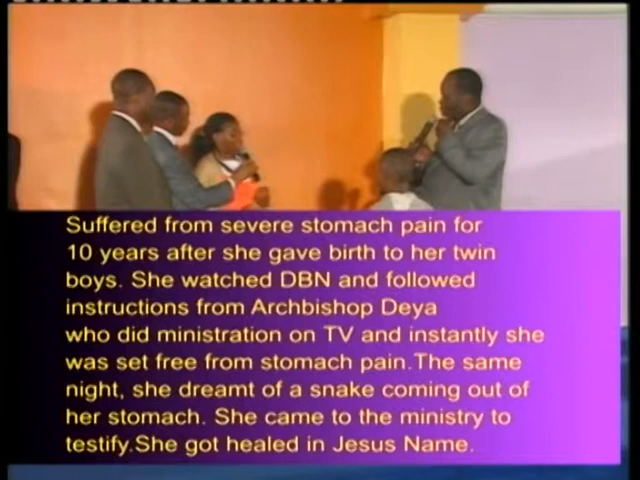 Suffered from severe stomach pain for
10 years after she gave birth to her twin
boys. She watched DBN and followed
instructions from Archbishop Deya
who did ministration on TV and instantly she
was set free from stomach pain.The same
night, she dreamt of a snake coming out of
her stomach. She came to the ministry to
testify.She got healed in Jesus Name.